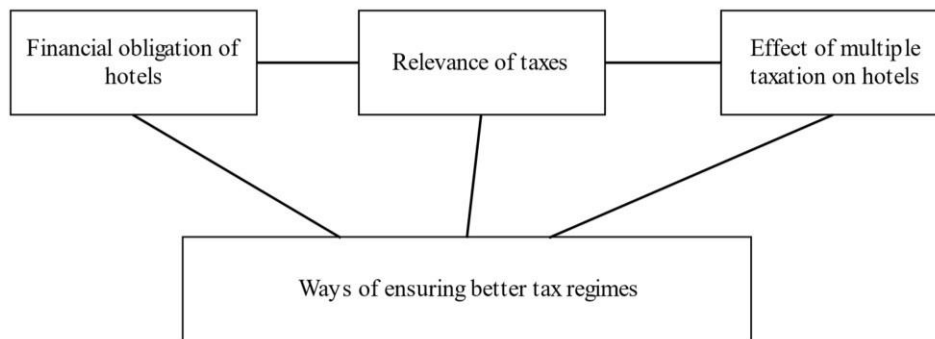 Financial obligation of
hotels
Relevance of taxes
Effect of multiple
taxation on hotels
Ways of ensuring better tax regimes